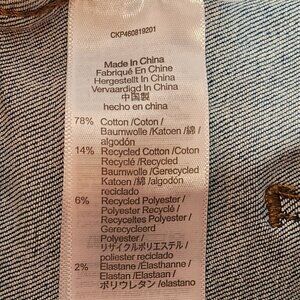 CKP460819201
Made In China
Fabriqué En Chine
Hergestellt In China
Vervaardigd In China
中国製
hecho en china
78% Cotton /Coton /
Baumwolle /Katoen /綿 /
algodón
14% Recycled Cotton /Coton
Recyclé /Recycled
Baumwolle /Gerecycled
Katoen /綿 /algodón
reciclado
6% Recycled Polyester /
Polyester Recyclé /
Recyceltes Polyester /
Gerecycleerd
Polyester /
リサイクルポリエステル /
poliester reciclado
2% Elastane /Élasthanne /
Elastan /Elastaan /
ポリウレタン /elastano